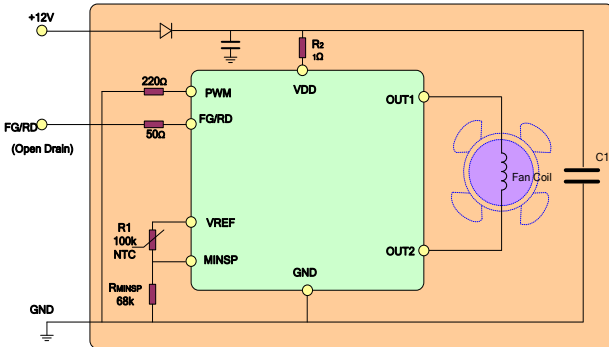 +12V
R2
1Ω
VDD
220Ω
PWM
OUT1
FG/RD
50Ω
FG/RD
(Open Drain)
C1
Fan Coil
R1
100k
NTC
VREF
MINSP
OUT2
GND
RMINSP
68k
GND